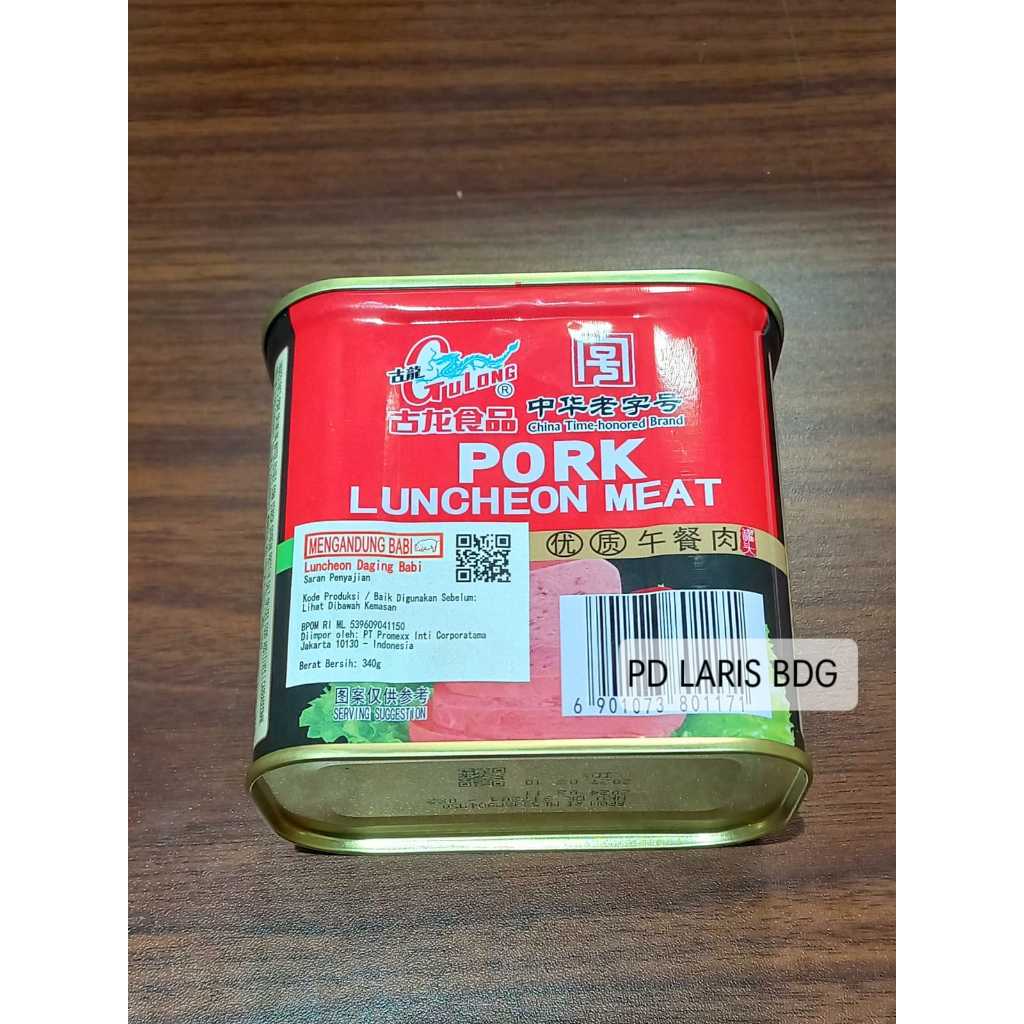 古龍 GULONG ®
古龙食品
号
中华老字号
China Time-honored Brand
PORK
LUNCHEON MEAT
优质午餐肉
罐头
MENGANDUNG BABI
Luncheon Daging Babi
Saran Penyajian
Kode Produksi / Baik Digunakan Sebelum:
Lihat Dibawah Kemasan
BPOM RI ML 539609041150
Diimpor oleh: PT Promexx Inti Corporatama
Jakarta 10130 - Indonesia
Berat Bersih: 340g
图案仅供参考
SERVING SUGGESTION
PD LARIS BDG
6 901073 801171